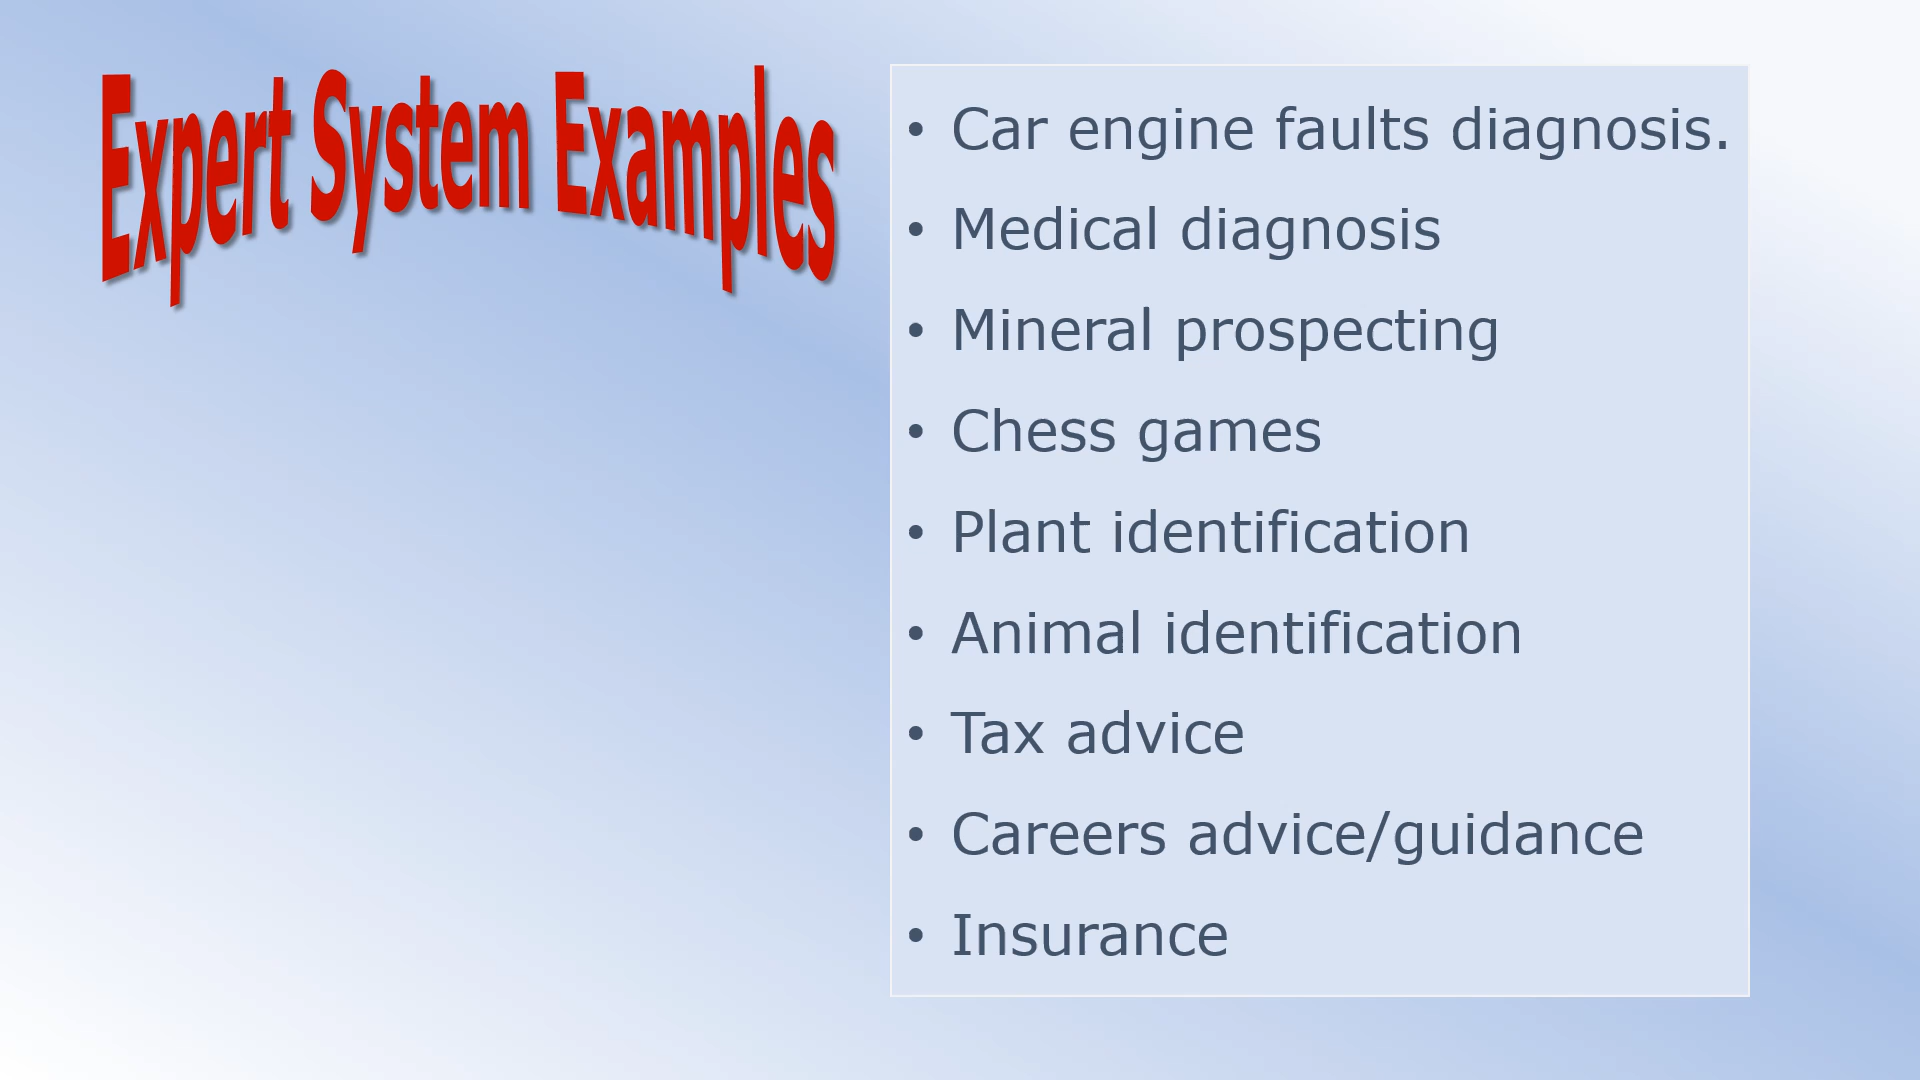 Expert System Examples
• Car engine faults diagnosis.
• Medical diagnosis
• Mineral prospecting
• Chess games
• Plant identification
• Animal identification
• Tax advice
• Careers advice/guidance
• Insurance